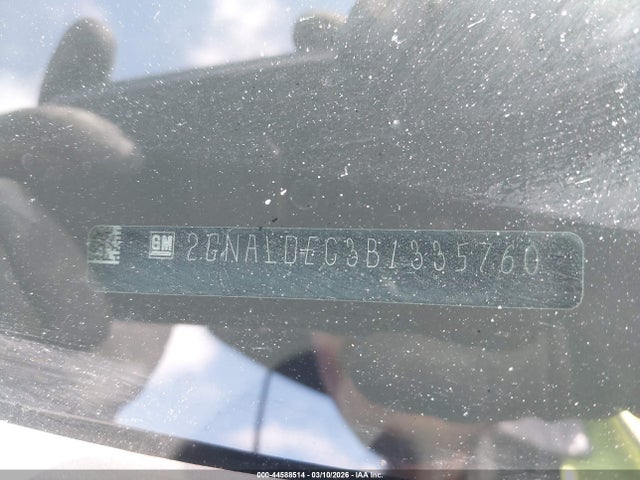 GM 2GNALDEC3B1335760
000-44588514 - 03/10/2026 - IAA Inc.